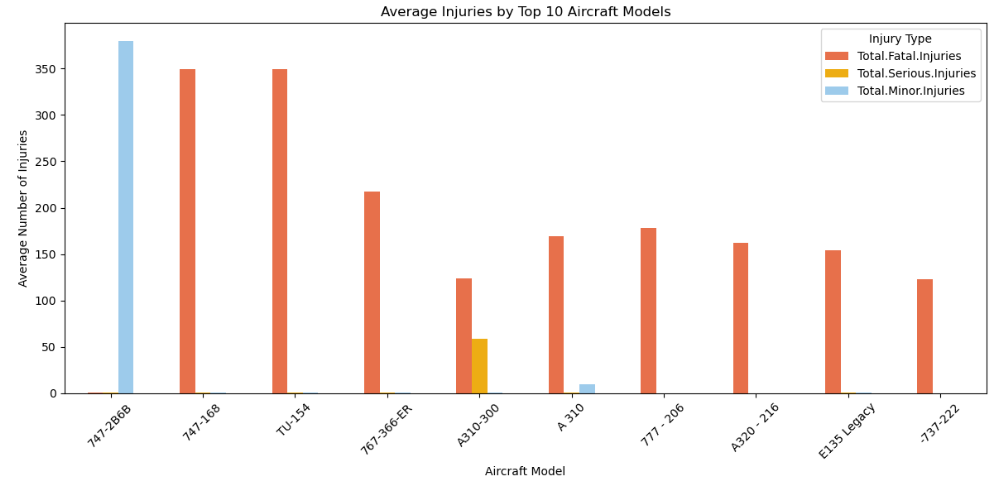 Average Injuries by Top 10 Aircraft Models
Injury Type
Total.Fatal.Injuries
Total.Serious.Injuries
Total.Minor.Injuries
Average Number of Injuries
350
300
250
200
150
100
50
0
747-2B6B
747-168
TU-154
767-366-ER
A310-300
A 310
777 - 206
A320 - 216
E135 Legacy
-737-222
Aircraft Model